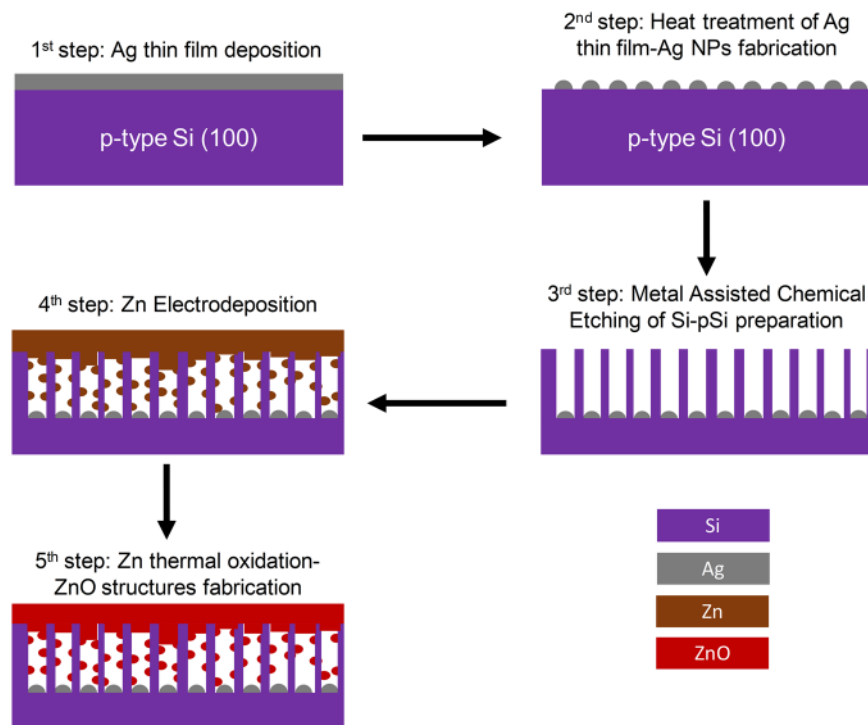 1st step: Ag thin film deposition
p-type Si (100)
2nd step: Heat treatment of Ag
thin film-Ag NPs fabrication
p-type Si (100)
3rd step: Metal Assisted Chemical
Etching of Si-pSi preparation
4th step: Zn Electrodeposition
5th step: Zn thermal oxidation-
ZnO structures fabrication
Si
Ag
Zn
ZnO